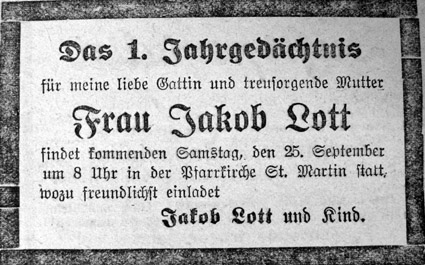 Das 1. Jahrgedächtnis
für meine liebe Gattin und treusorgende Mutter
Frau Jakob Lott
findet kommenden Samstag, den 25. September
um 8 Uhr in der Pfarrkirche St. Martin statt,
wozu freundlichst einladet
Jakob Lott und Kind.